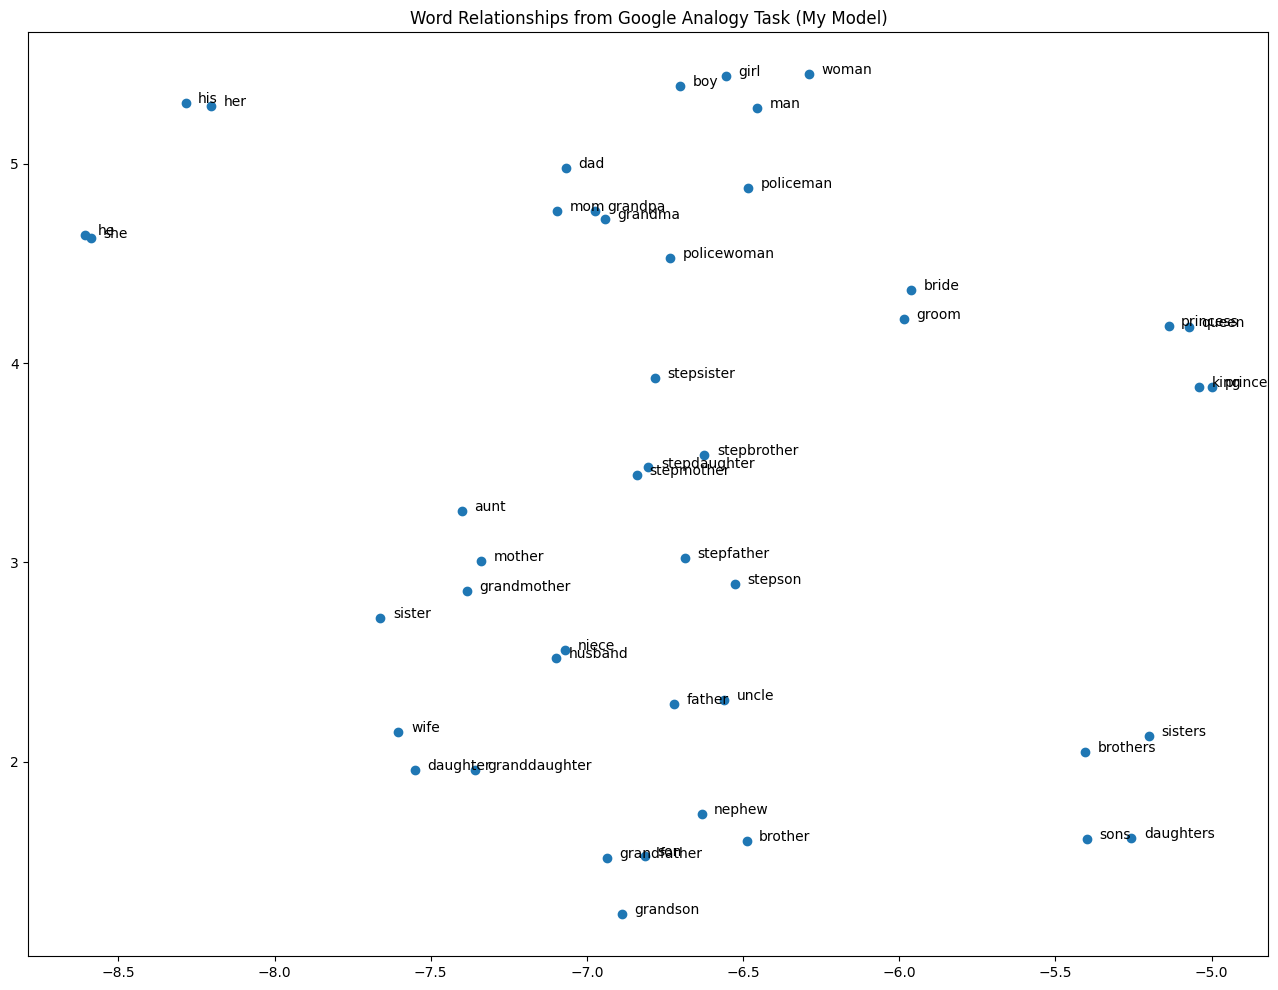 Word Relationships from Google Analogy Task (My Model)
woman
girl
boy
man
his
her
5
dad
policeman
mom
grandpa
grandma
he
she
policewoman
bride
groom
princess
queen
4
king
prince
stepsister
stepbrother
stepdaughter
stepmother
aunt
3
mother
stepfather
stepson
grandmother
sister
niece
husband
father
uncle
wife
sisters
brothers
2
daughter
granddaughter
nephew
brother
sons
daughters
son
grandfather
grandson
−8.5
−8.0
−7.5
−7.0
−6.5
−6.0
−5.5
−5.0